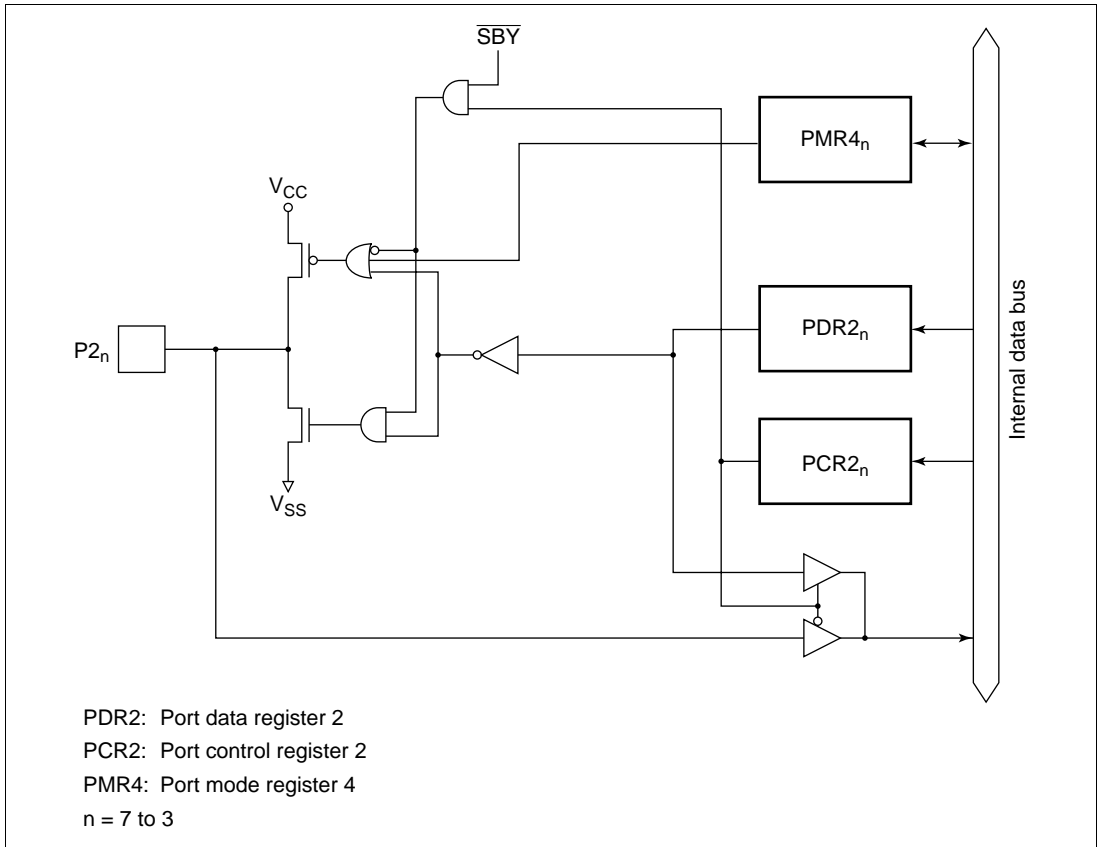 SBY
PMR4n
VCC
PDR2n
Internal data bus
P2n
PCR2n
VSS
PDR2: Port data register 2
PCR2: Port control register 2
PMR4: Port mode register 4
n = 7 to 3